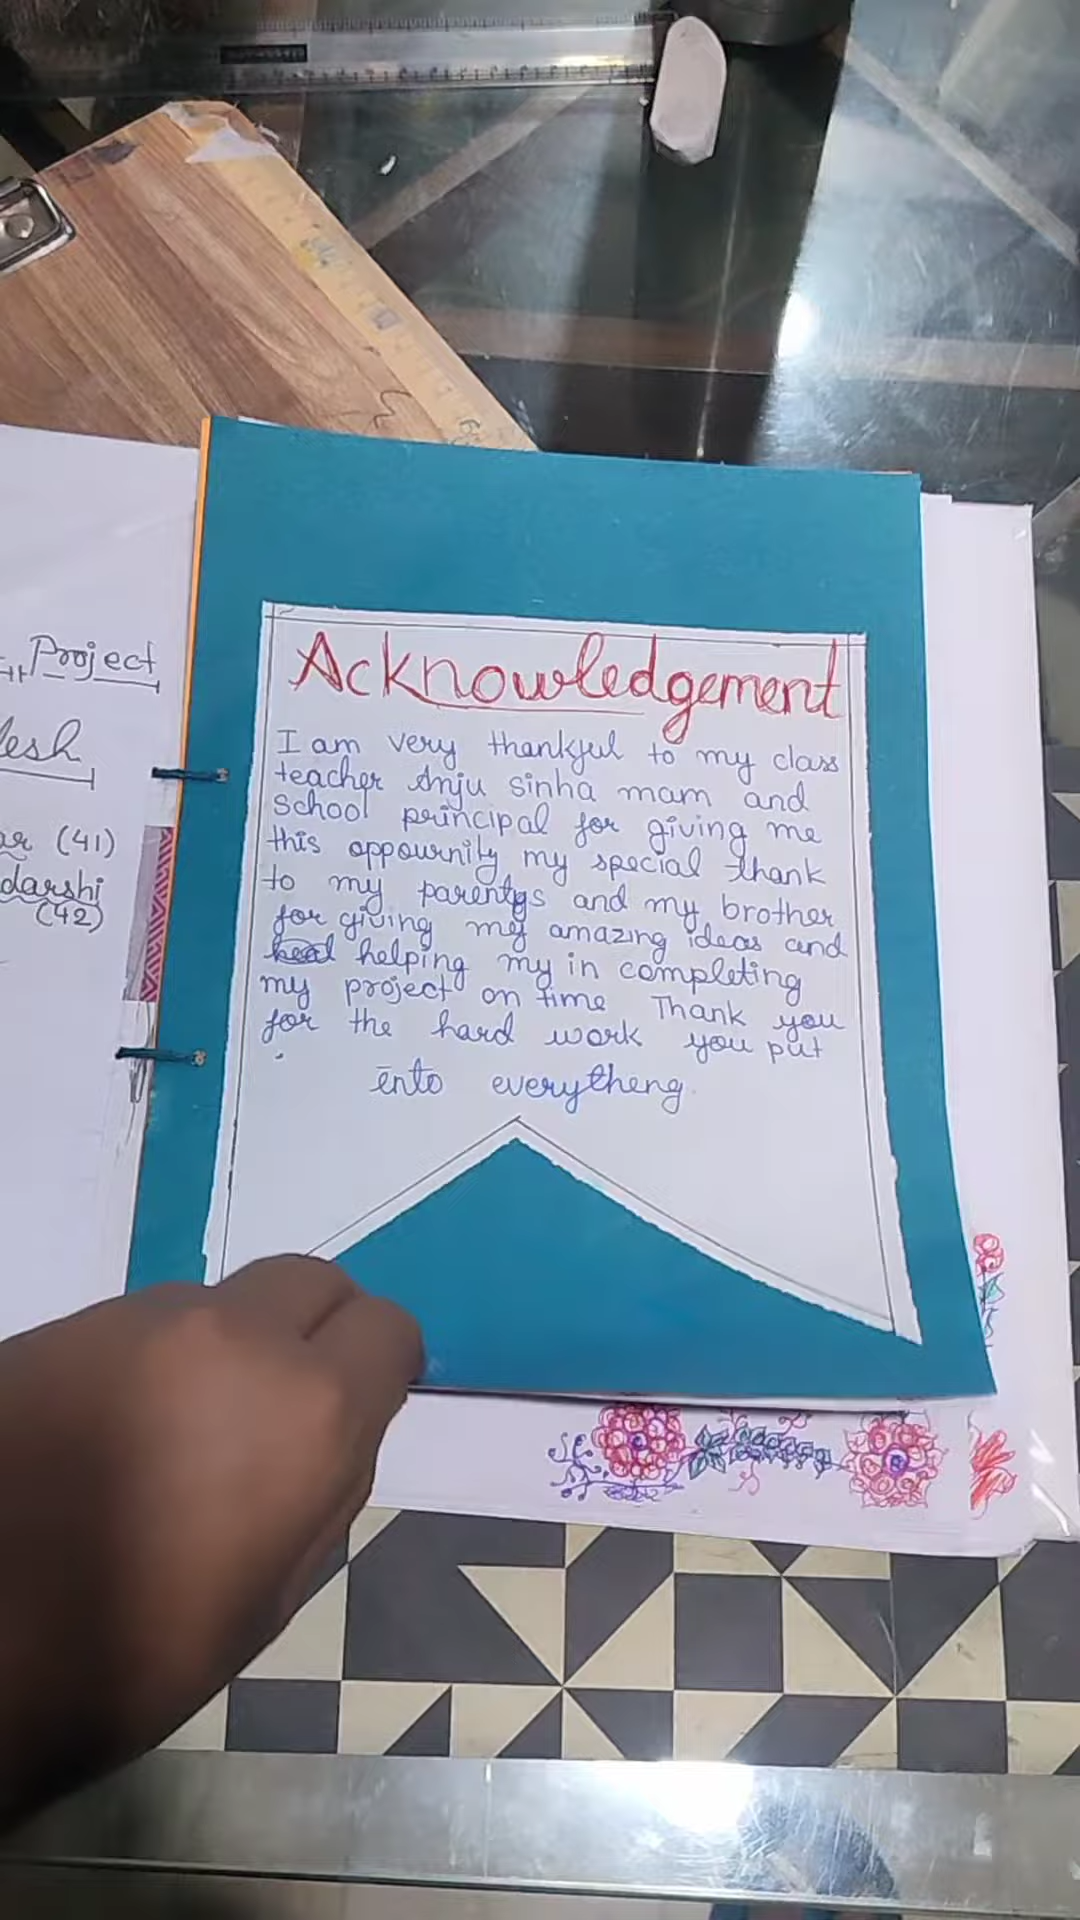 Project
lesh
ar (41)
darshi
(42)
Acknowledgement
I am very thankful to my class
teacher Anju sinha mam and
School principal for giving me
this oppournity my special thank
to my parentys and my brother
for giving my amazing ideas and
helping my in completing
my project on time Thank you
for the hard work you put
into everytheng.